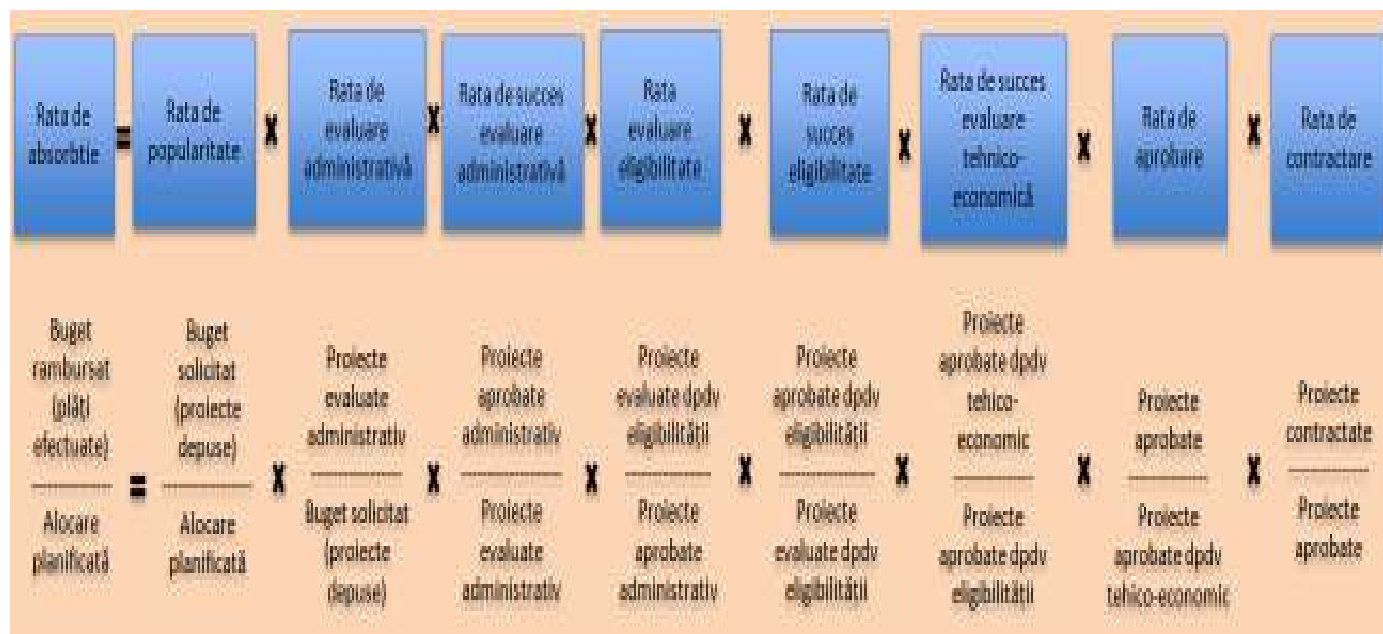 Rata de
absorbtie
=
Rata de
popularitate
x
Rata de
evaluare
administrativă
x
Rata de succes
evaluare
administrativă
x
Rata
evaluare
eligibilitate
x
Rata de
succes
eligibilitate
x
Rata de succes
evaluare
tehnico-
economică
x
Rata de
aprobare
x
Rata de
contractare
Buget
rambursat
(plăți
efectuate)
Alocare
planificată
=
Buget
solicitat
(proiecte
depuse)
Alocare
planificată
x
Proiecte
evaluate
administrativ
Buget solicitat
(proiecte
depuse)
x
Proiecte
aprobate
administrativ
Proiecte
evaluate
administrativ
x
Proiecte
evaluate dpdv
eligibilității
Proiecte
aprobate
administrativ
x
Proiecte
aprobate dpdv
eligibilității
Proiecte
evaluate dpdv
eligibilității
x
Proiecte
aprobate dpdv
tehico-
economic
Proiecte
aprobate dpdv
eligibilității
x
Proiecte
aprobate
Proiecte
aprobate dpdv
tehico-economic
x
Proiecte
contractate
Proiecte
aprobate